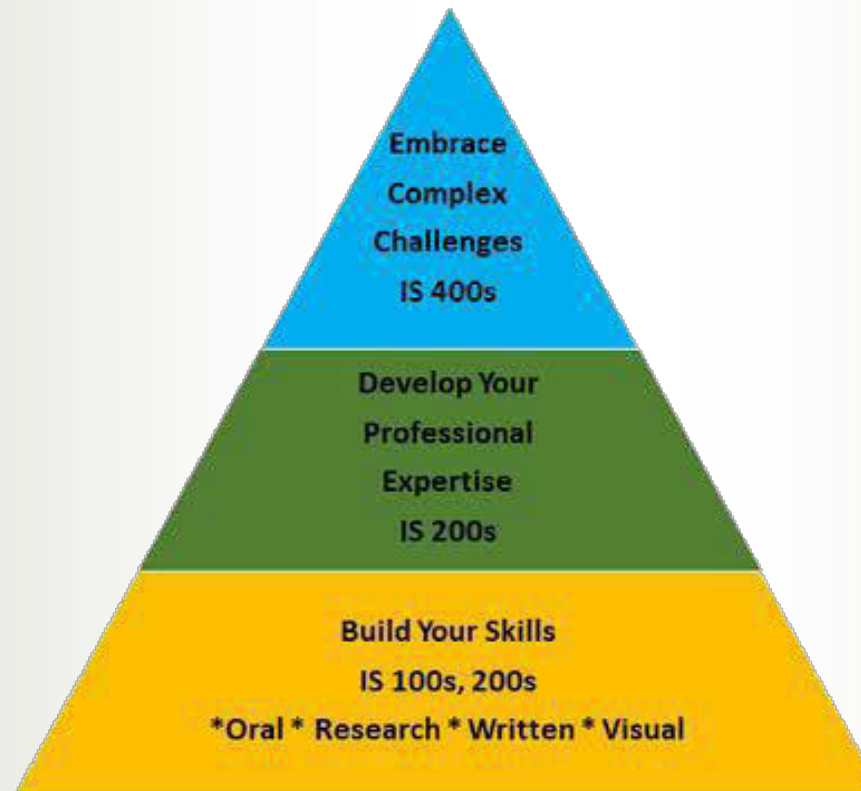 Embrace
Complex
Challenges
IS 400s
Develop Your
Professional
Expertise
IS 200s
Build Your Skills
IS 100s, 200s
*Oral * Research * Written * Visual